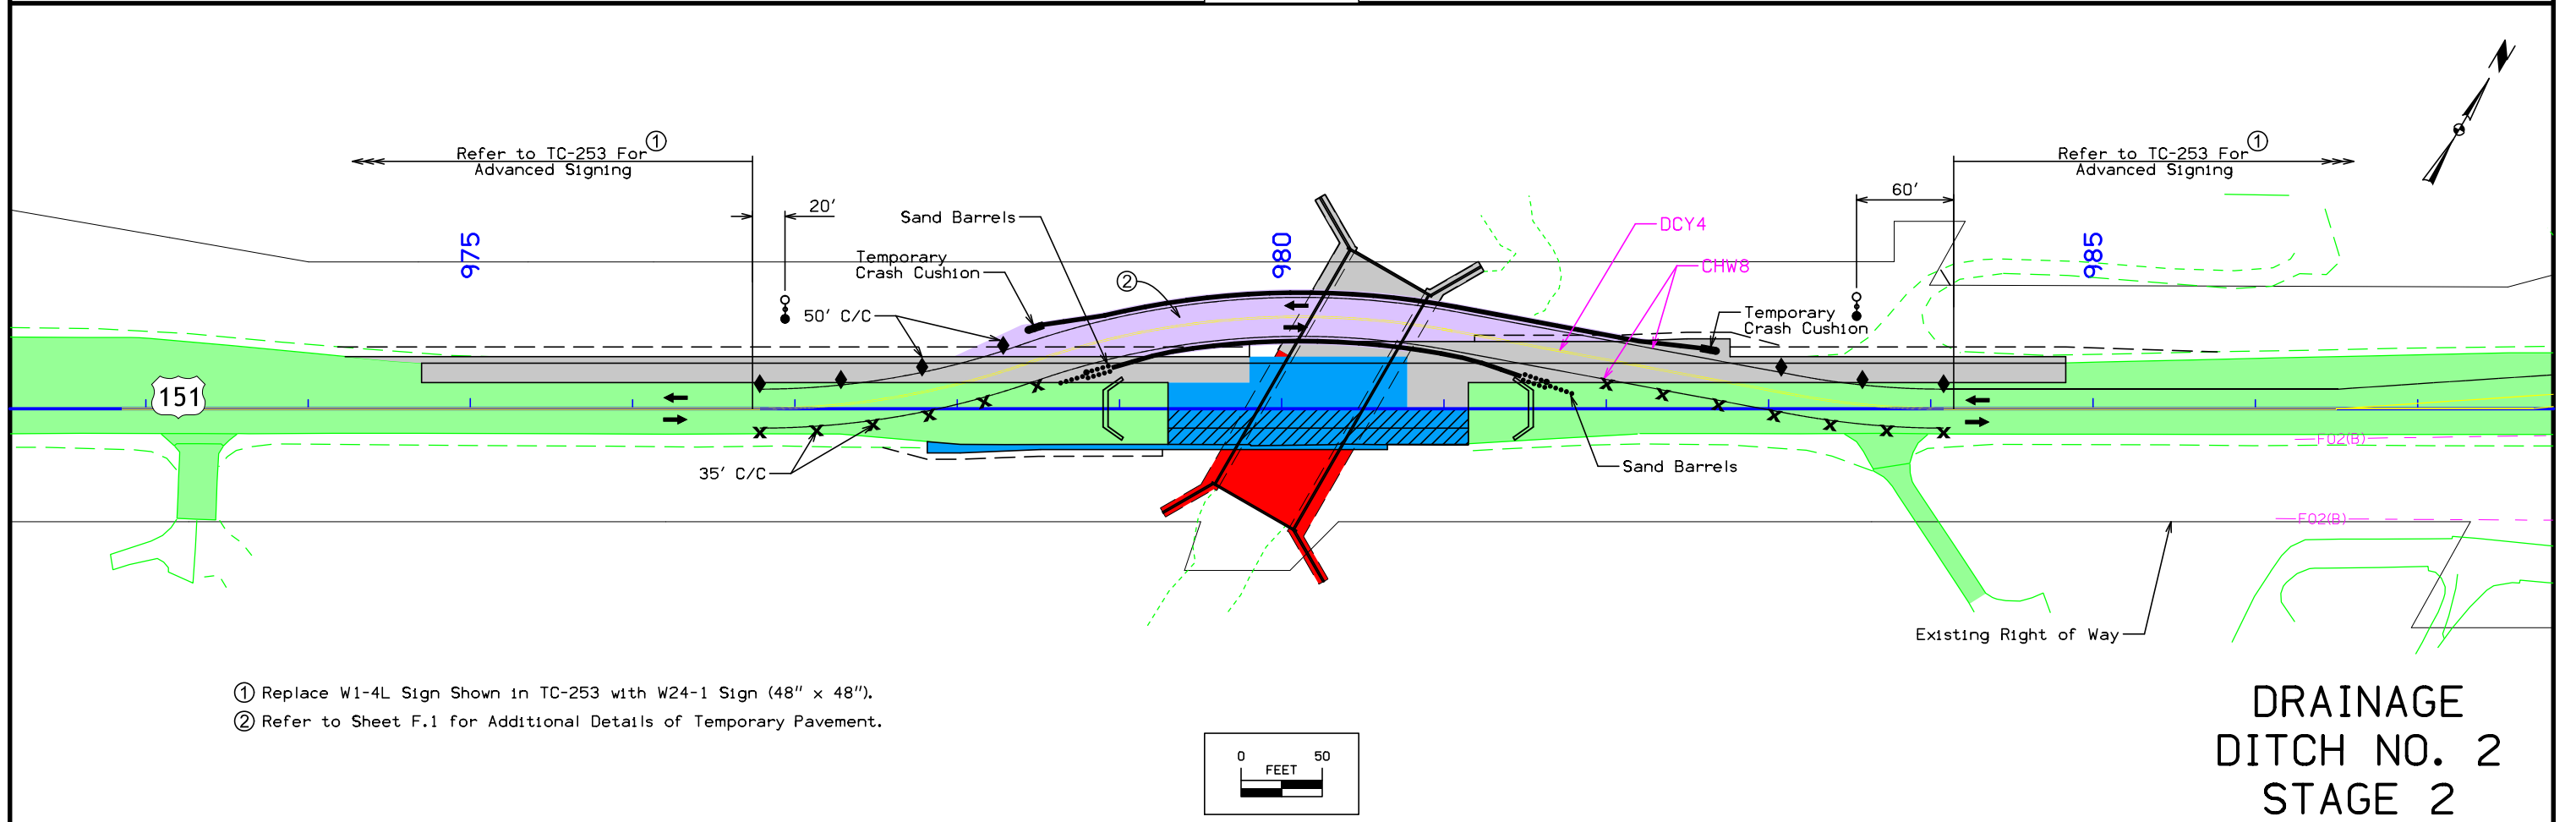 1
Refer to TC-253 For
Advanced Signing
1
Refer to TC-253 For
Advanced Signing
20'
60'
Sand Barrels
DCY4
975
980
985
Temporary
Crash Cushion
CHW8
2
50' C/C
Temporary
Crash Cushion
151
F02(B)
35' C/C
Sand Barrels
F02(B)
Existing Right of Way
1 Replace W1-4L Sign Shown in TC-253 with W24-1 Sign (48" x 48").
2 Refer to Sheet F.1 for Additional Details of Temporary Pavement.
0 50
FEET
DRAINAGE
DITCH NO. 2
STAGE 2